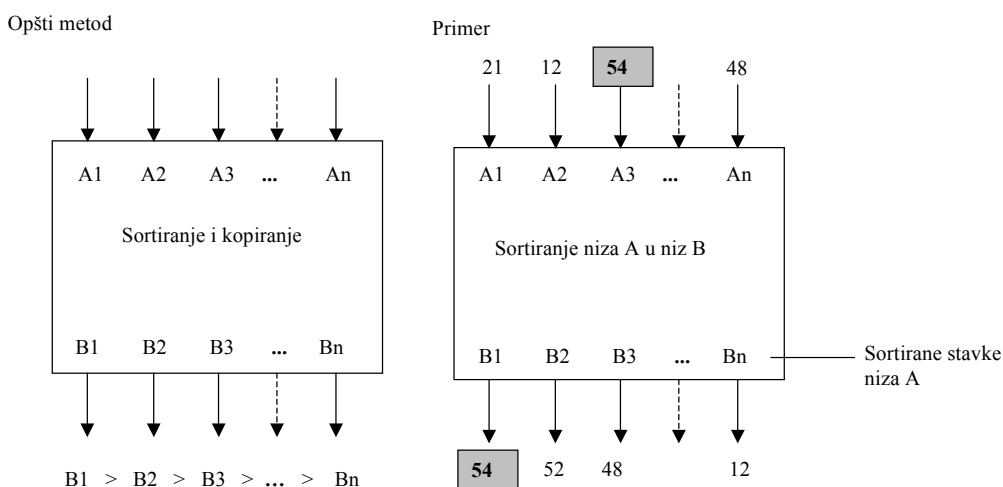 Opšti metod
A1 A2 A3 ... An
Sortiranje i kopiranje
B1 B2 B3 ... Bn
B1 > B2 > B3 > ... > Bn
Primer
21 12 54 48
A1 A2 A3 ... An
Sortiranje niza A u niz B
B1 B2 B3 ... Bn
Sortirane stavke
niza A
54 52 48 12